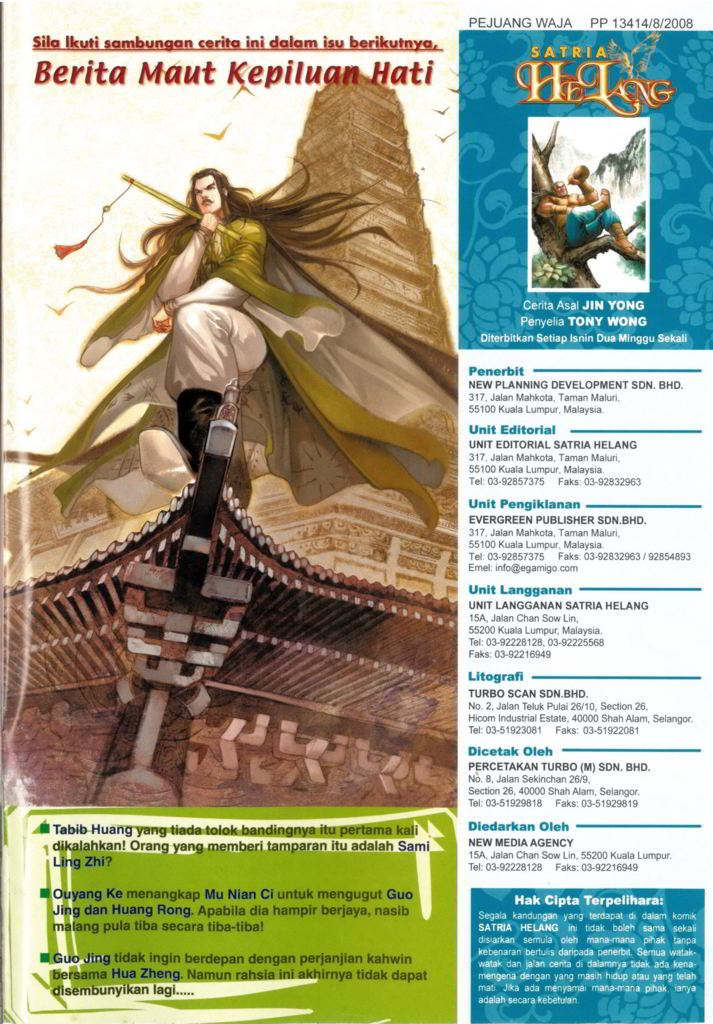 Sila Ikuti sambungan cerita ini dalam isu berikutnya,
Berita Maut Kepiluan Hati
Tabib Huang yang tiada tolok bandingnya itu pertama kali
dikalahkan! Orang yang memberi tamparan itu adalah Sami
Ling Zhi?
Ouyang Ke menangkap Mu Nian Ci untuk mengugut Guo
Jing dan Huang Rong. Apabila dia hampir berjaya, nasib
malang pula tiba secara tiba-tiba!
Guo Jing tidak ingin berdepan dengan perjanjian kahwin
bersama Hua Zheng. Namun rahsia ini akhirnya tidak dapat
disembunyikan lagi.....
PEJUANG WAJA PP 13414/8/2008
SATRIA
HELANG
Cerita Asal JIN YONG
Penyelia TONY WONG
Diterbitkan Setiap Isnin Dua Minggu Sekali
Penerbit
NEW PLANNING DEVELOPMENT SDN. BHD.
317, Jalan Mahkota, Taman Maluri,
55100 Kuala Lumpur, Malaysia.
Unit Editorial
UNIT EDITORIAL SATRIA HELANG
317, Jalan Mahkota, Taman Maluri,
55100 Kuala Lumpur, Malaysia.
Tel: 03-92857375 Faks: 03-92832963
Unit Pengiklanan
EVERGREEN PUBLISHER SDN.BHD.
317, Jalan Mahkota, Taman Maluri,
55100 Kuala Lumpur, Malaysia.
Tel: 03-92857375 Faks: 03-92832963 / 92854893
Emel: info@egamigo.com
Unit Langganan
UNIT LANGGANAN SATRIA HELANG
15A, Jalan Chan Sow Lin,
55200 Kuala Lumpur, Malaysia.
Tel: 03-92228128, 03-92225568
Faks: 03-92216949
Litografi
TURBO SCAN SDN.BHD.
No. 2, Jalan Teluk Pulai 26/10, Section 26,
Hicom Industrial Estate, 40000 Shah Alam, Selangor.
Tel: 03-51923081 Faks: 03-51922081
Dicetak Oleh
PERCETAKAN TURBO (M) SDN. BHD.
No. 8, Jalan Sekinchan 26/9,
Section 26, 40000 Shah Alam, Selangor.
Tel: 03-51929818 Faks: 03-51929819
Diedarkan Oleh
NEW MEDIA AGENCY
15A, Jalan Chan Sow Lin, 55200 Kuala Lumpur.
Tel: 03-92228128 Faks: 03-92216949
Hak Cipta Terpelihara:
Segala kandungan yang terdapat di dalam komik
SATRIA HELANG ini tidak boleh sama sekali
disiarkan semula oleh mana-mana pihak tanpa
kebenaran bertulis daripada penerbit. Semua watak-
watak dan jalan cerita di dalamnya tidak ada kena-
mengena dengan yang masih hidup atau yang telah
mati. Jika ada menyamai mana-mana pihak, ianya
adalah secara kebetulan.